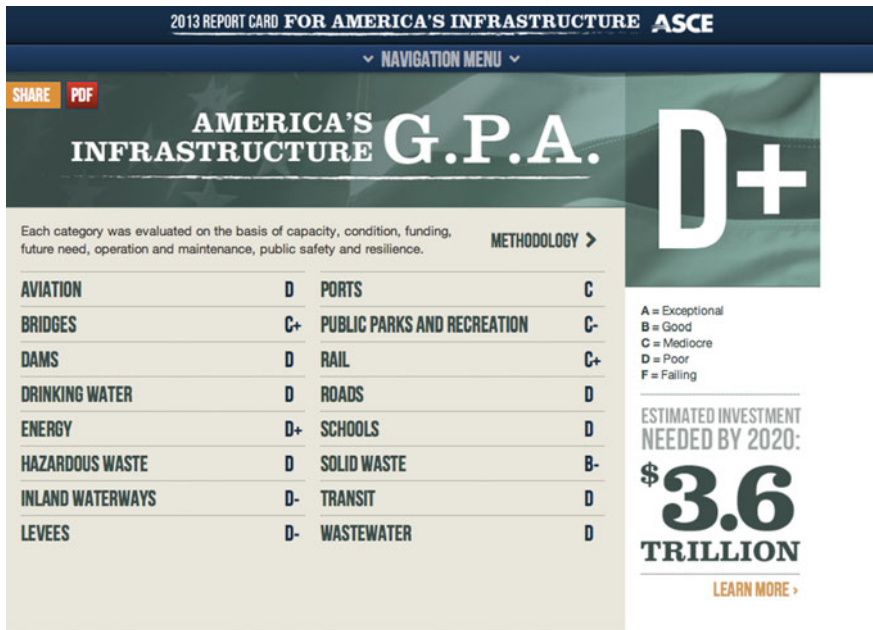 2013 REPORT CARD FOR AMERICA'S INFRASTRUCTURE ASCE
NAVIGATION MENU
SHARE PDF
AMERICA'S
INFRASTRUCTURE G.P.A.
D+
Each category was evaluated on the basis of capacity, condition, funding,
future need, operation and maintenance, public safety and resilience.
METHODOLOGY >
AVIATION D
BRIDGES C+
DAMS D
DRINKING WATER D
ENERGY D+
HAZARDOUS WASTE D
INLAND WATERWAYS D-
LEVEES D-
PORTS C
PUBLIC PARKS AND RECREATION C-
RAIL C+
ROADS D
SCHOOLS D
SOLID WASTE B-
TRANSIT D
WASTEWATER D
A = Exceptional
B = Good
C = Mediocre
D = Poor
F = Failing
ESTIMATED INVESTMENT
NEEDED BY 2020:
$3.6
TRILLION
LEARN MORE ›